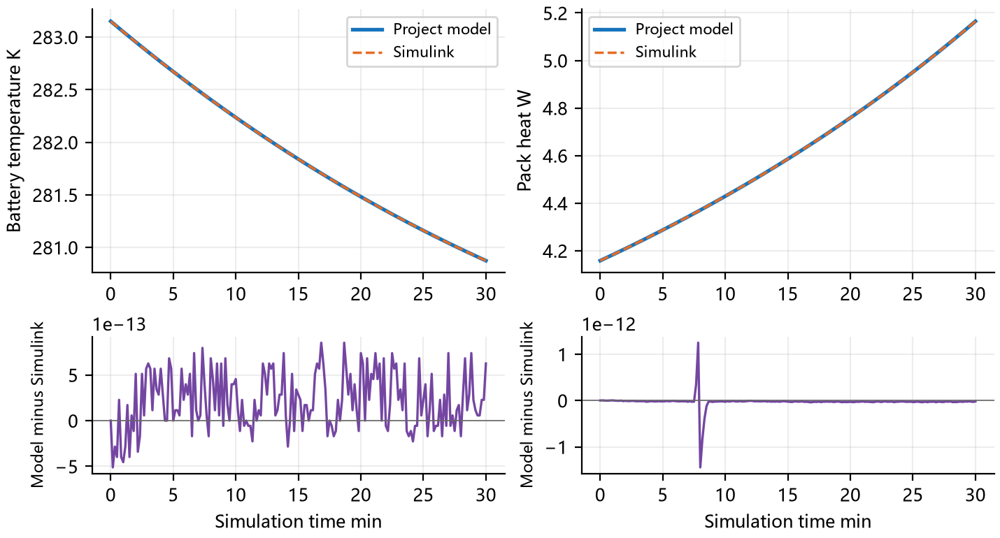 Battery temperature K
283.0
282.5
282.0
281.5
281.0
0 5 10 15 20 25 30
Project model
Simulink
Pack heat W
5.2
5.0
4.8
4.6
4.4
4.2
0 5 10 15 20 25 30
Project model
Simulink
Model minus Simulink
1e−13
5
0
−5
0 5 10 15 20 25 30
Simulation time min
Model minus Simulink
1e−12
1
0
−1
0 5 10 15 20 25 30
Simulation time min